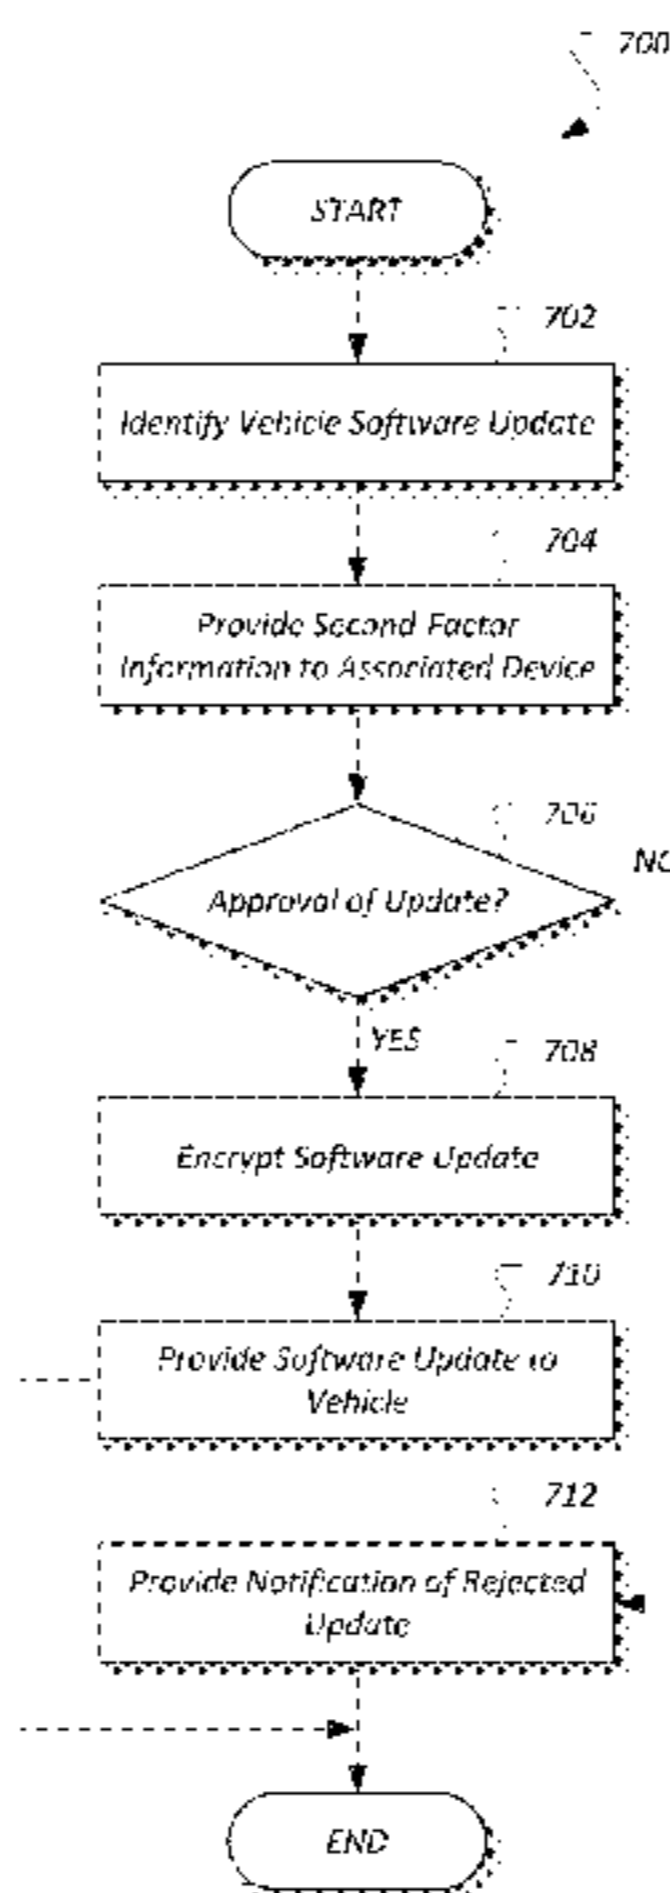 700
START
702
Identify Vehicle Software Update
704
Provide Second Factor
Information to Associated Device
706
NO
Approval of Update?
YES
708
Encrypt Software Update
710
Provide Software Update to
Vehicle
712
Provide Notification of Rejected
Update
END